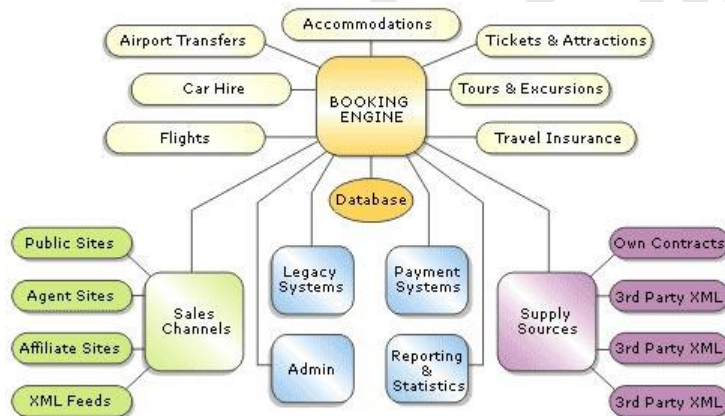 Accommodations
Airport Transfers
Tickets & Attractions
Car Hire
BOOKING
ENGINE
Tours & Excursions
Flights
Travel Insurance
Database
Public Sites
Agent Sites
Affiliate Sites
XML Feeds
Sales
Channels
Legacy
Systems
Payment
Systems
Admin
Reporting
&
Statistics
Supply
Sources
Own Contracts
3rd Party XML
3rd Party XML
3rd Party XML